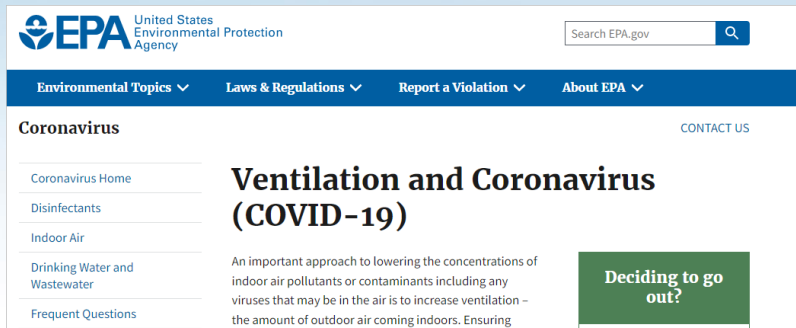 EPA
United States
Environmental Protection
Agency
Search EPA.gov
Environmental Topics
Laws & Regulations
Report a Violation
About EPA
Coronavirus
CONTACT US
Coronavirus Home
Disinfectants
Indoor Air
Drinking Water and
Wastewater
Frequent Questions
Ventilation and Coronavirus
(COVID-19)
An important approach to lowering the concentrations of
indoor air pollutants or contaminants including any
viruses that may be in the air is to increase ventilation –
the amount of outdoor air coming indoors. Ensuring
Deciding to go
out?